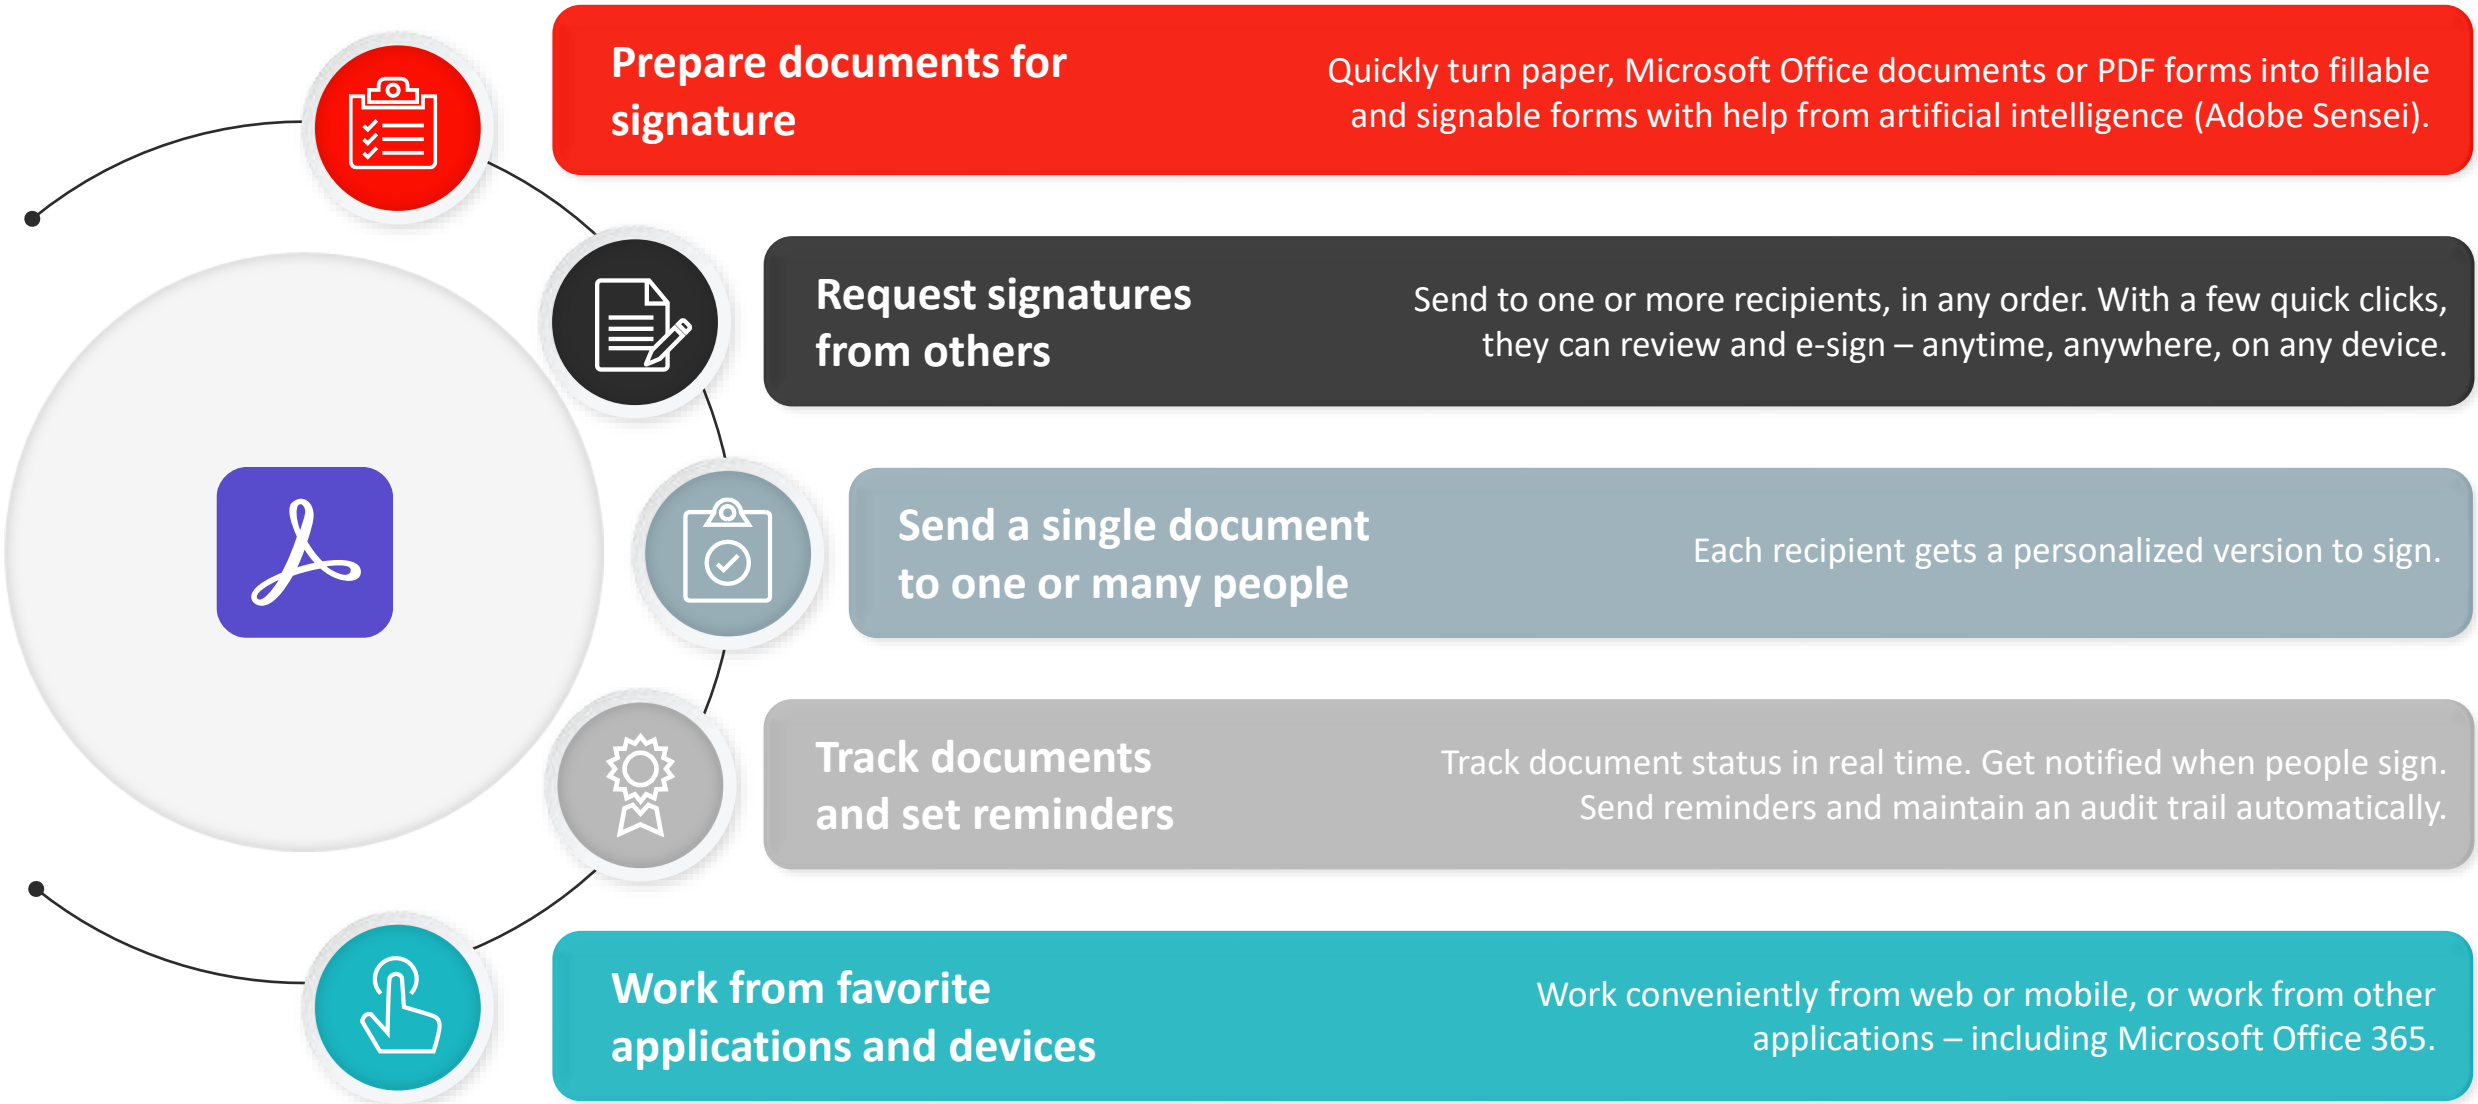 Prepare documents for
signature
Quickly turn paper, Microsoft Office documents or PDF forms into fillable
and signable forms with help from artificial intelligence (Adobe Sensei).
Request signatures
from others
Send to one or more recipients, in any order. With a few quick clicks,
they can review and e-sign – anytime, anywhere, on any device.
Send a single document
to one or many people
Each recipient gets a personalized version to sign.
Track documents
and set reminders
Track document status in real time. Get notified when people sign.
Send reminders and maintain an audit trail automatically.
Work from favorite
applications and devices
Work conveniently from web or mobile, or work from other
applications – including Microsoft Office 365.